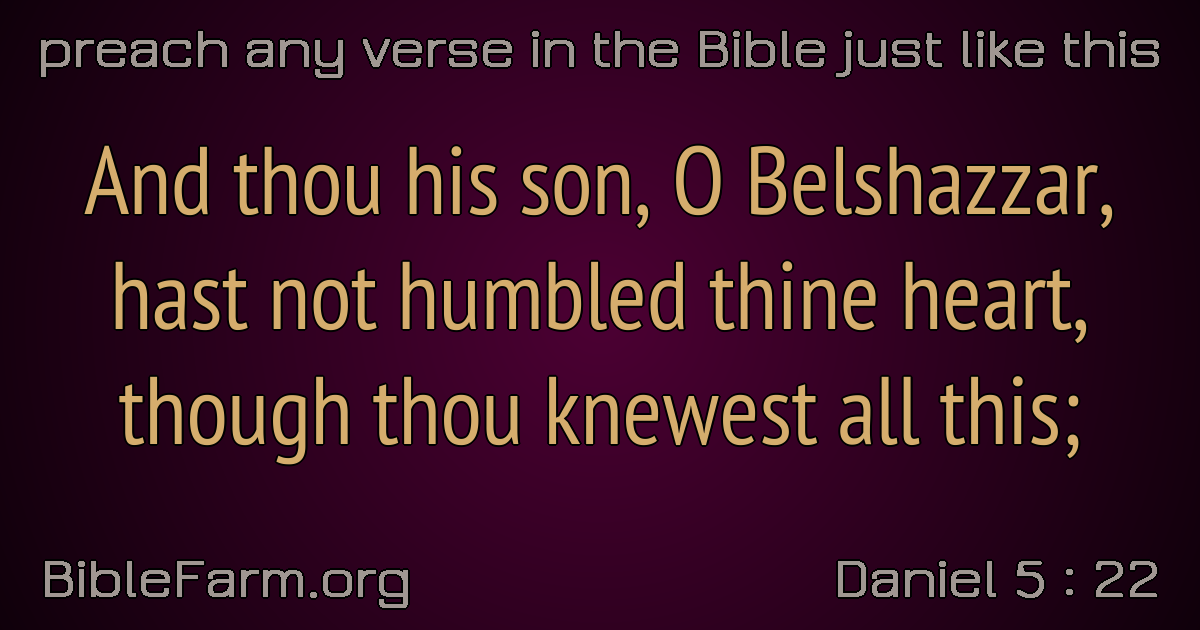 preach any verse in the Bible just like this
And thou his son, O Belshazzar,
hast not humbled thine heart,
though thou knewest all this;
BibleFarm.org
Daniel 5 : 22